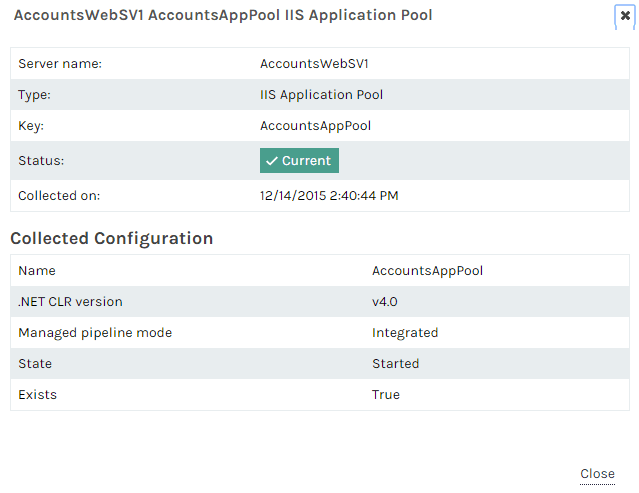 AccountsWebSV1 AccountsAppPool IIS Application Pool
Server name: AccountsWebSV1
Type: IIS Application Pool
Key: AccountsAppPool
Status: ✓ Current
Collected on: 12/14/2015 2:40:44 PM
Collected Configuration
Name AccountsAppPool
.NET CLR version v4.0
Managed pipeline mode Integrated
State Started
Exists True
Close